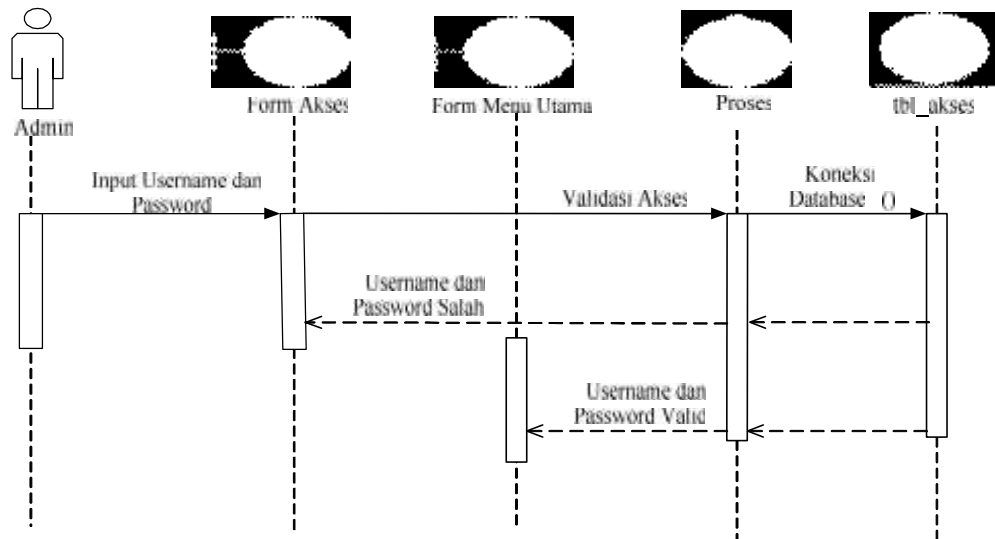 Admin
Form Akses
Form Menu Utama
Proses
tbl_akses
Input Username dan
Password
Validasi Akses
Koneksi
Database ()
Username dan
Password Salah
Username dan
Password Valid